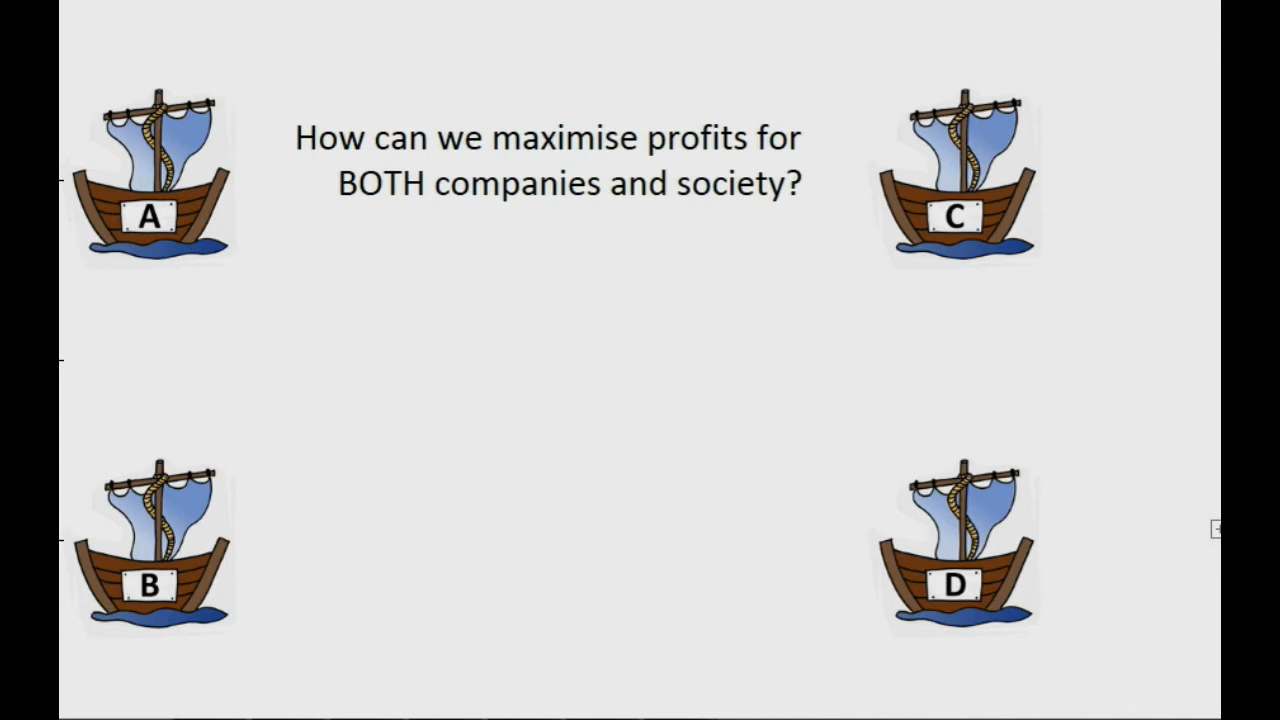 A
How can we maximise profits for
BOTH companies and society?
C
B
D